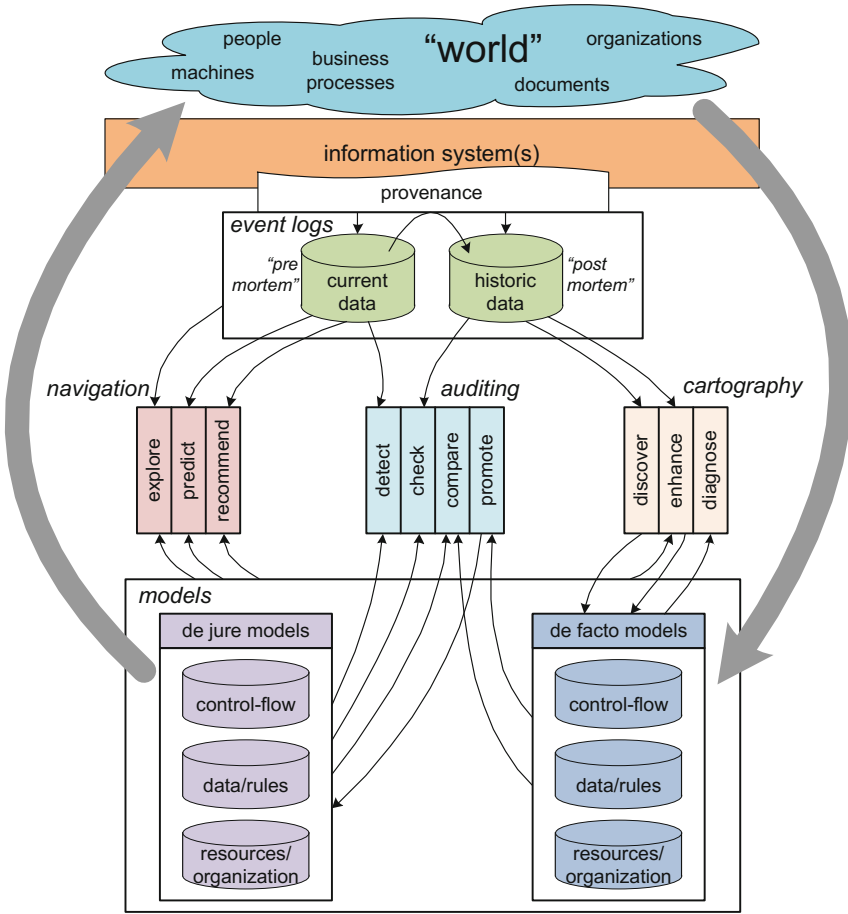 people
“world”
organizations
machines
business
processes
documents
information system(s)
provenance
event logs
“pre
mortem”
current
data
historic
data
“post
mortem”
navigation
auditing
cartography
explore
predict
recommend
detect
check
compare
promote
discover
enhance
diagnose
models
de jure models
de facto models
control-flow
control-flow
data/rules
data/rules
resources/
organization
resources/
organization